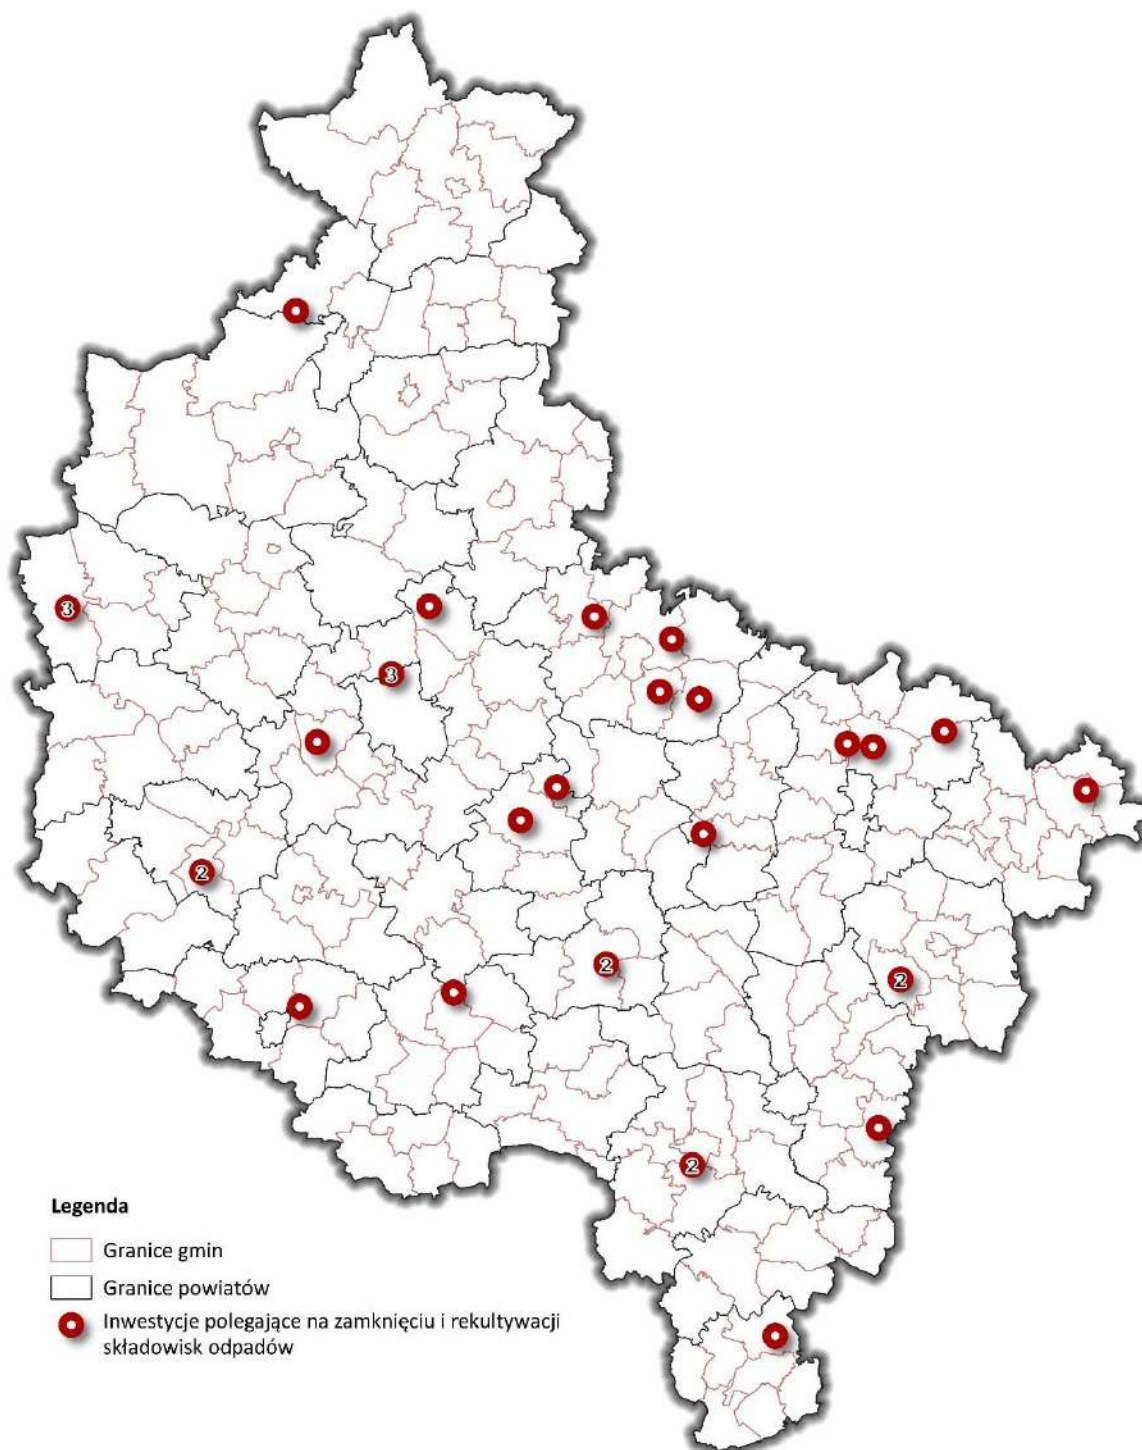 3
3
2
2
2
2
Legenda
Granice gmin
Granice powiatów
Inwestycje polegające na zamknięciu i rekultywacji
składowisk odpadów